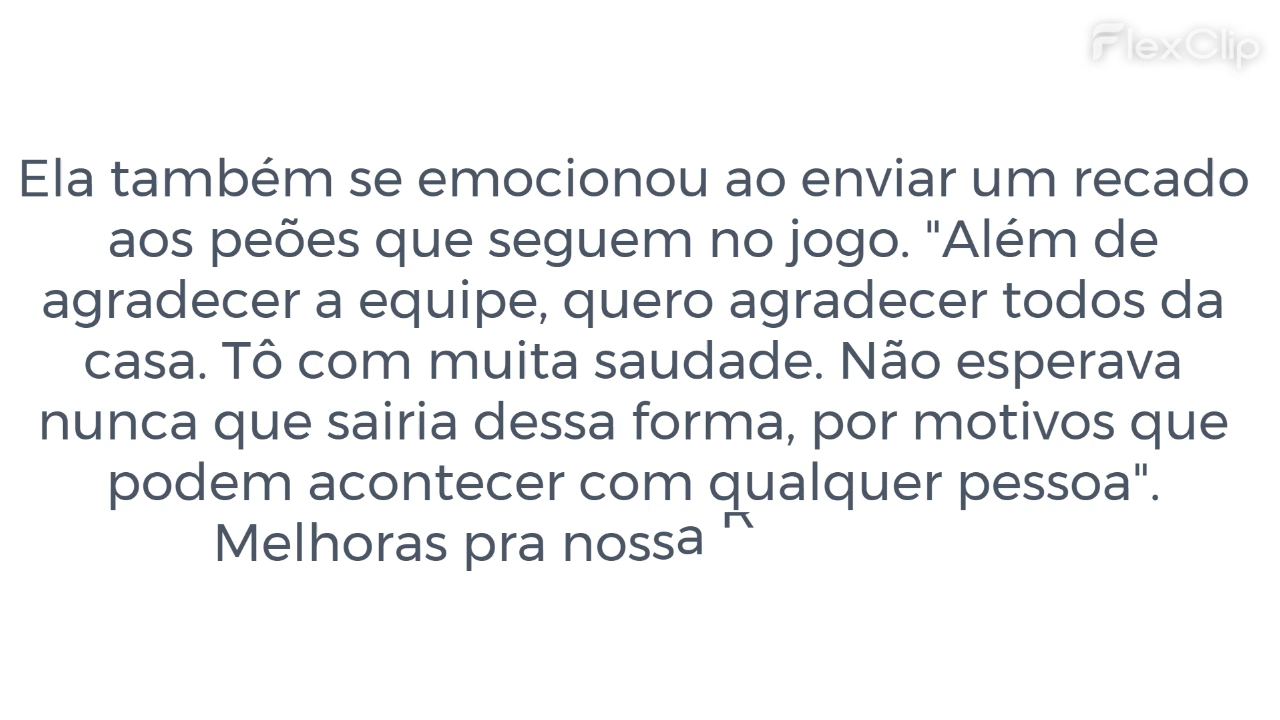 FlexClip
Ela também se emocionou ao enviar um recado
aos peões que seguem no jogo. "Além de
agradecer a equipe, quero agradecer todos da
casa. Tô com muita saudade. Não esperava
nunca que sairia dessa forma, por motivos que
podem acontecer com qualquer pessoa".
Melhoras pra nossa